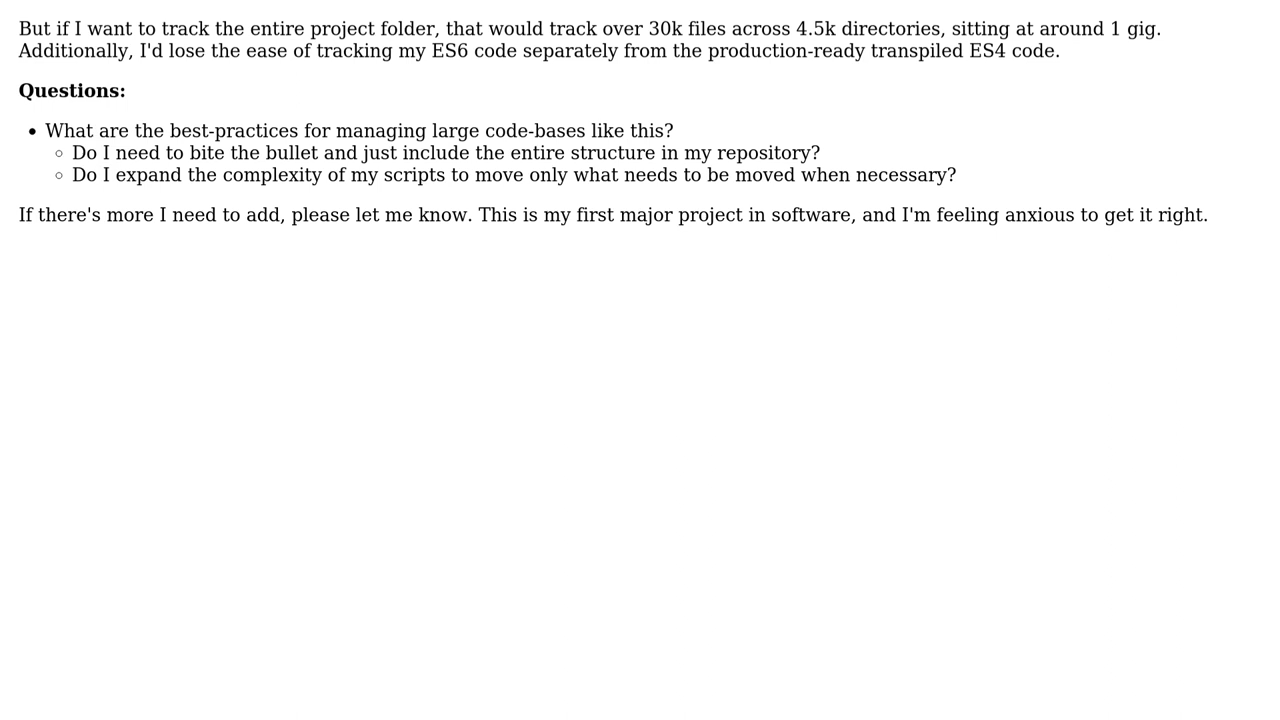 But if I want to track the entire project folder, that would track over 30k files across 4.5k directories, sitting at around 1 gig.
Additionally, I'd lose the ease of tracking my ES6 code separately from the production-ready transpiled ES4 code.
Questions:
• What are the best-practices for managing large code-bases like this?
◦ Do I need to bite the bullet and just include the entire structure in my repository?
◦ Do I expand the complexity of my scripts to move only what needs to be moved when necessary?
If there's more I need to add, please let me know. This is my first major project in software, and I'm feeling anxious to get it right.